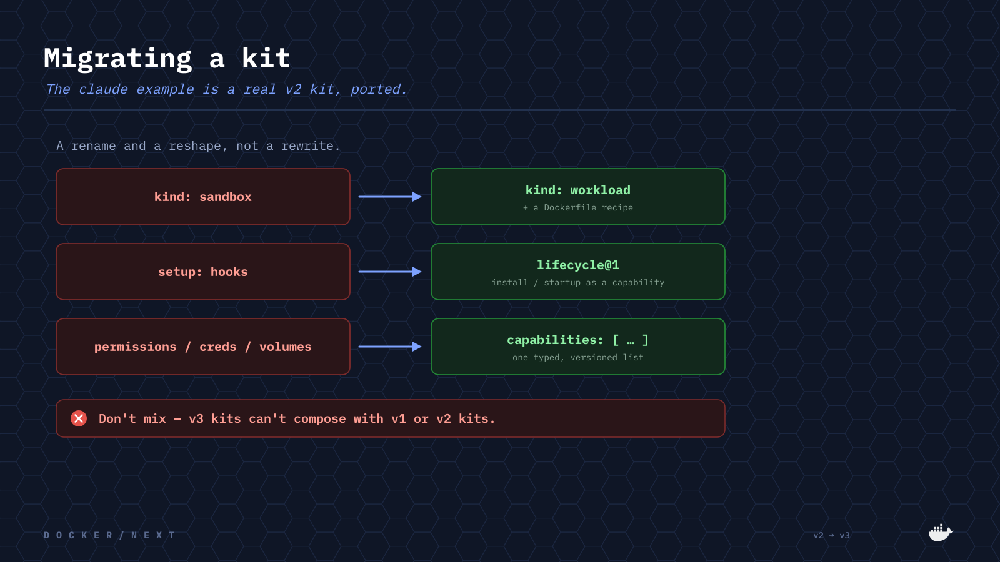 Migrating a kit
The claude example is a real v2 kit, ported.
A rename and a reshape, not a rewrite.
kind: sandbox
kind: workload
+ a Dockerfile recipe
setup: hooks
lifecycle@1
install / startup as a capability
permissions / creds / volumes
capabilities: [ … ]
one typed, versioned list
Don't mix — v3 kits can't compose with v1 or v2 kits.
DOCKER/NEXT
v2 → v3